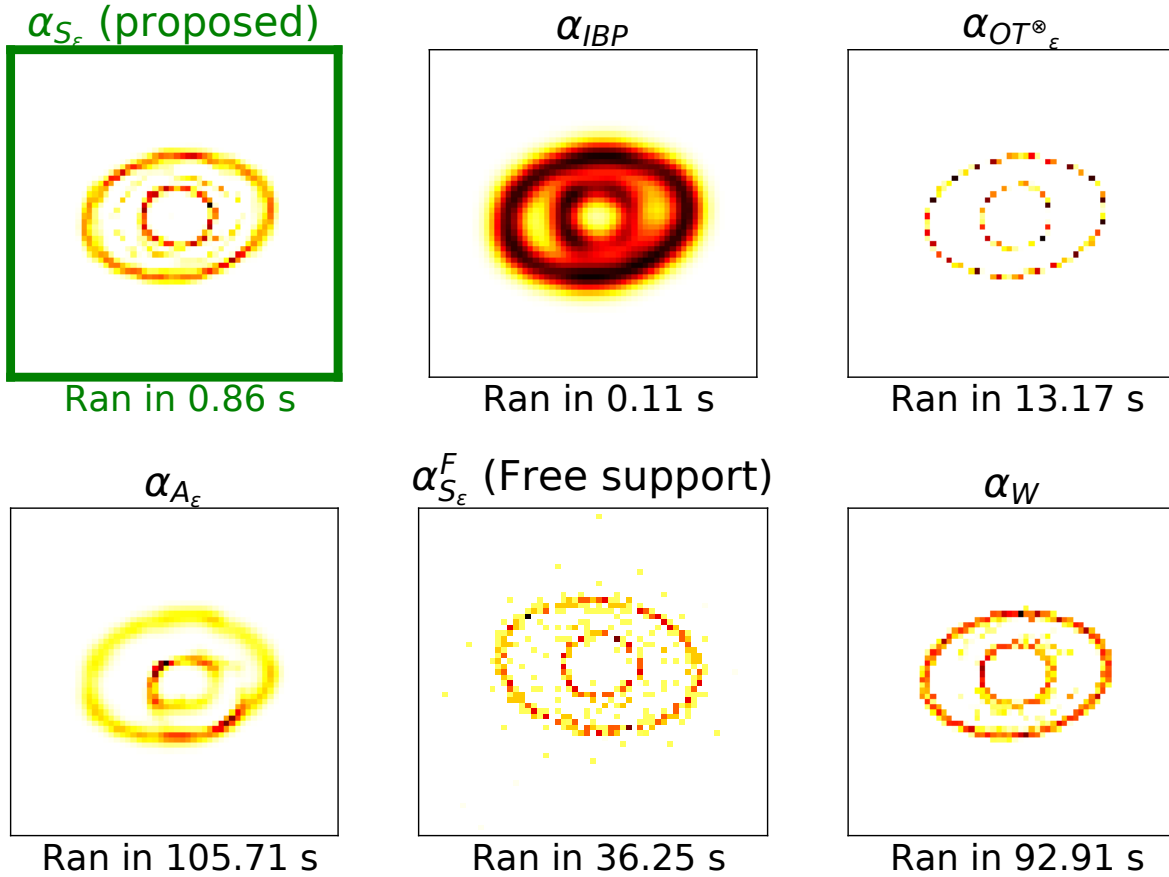 α_{S_ε} (proposed)
α_{IBP}
α_{OT^⊗_ε}
Ran in 0.86 s
Ran in 0.11 s
Ran in 13.17 s
α_{A_ε}
α^F_{S_ε} (Free support)
α_W
Ran in 105.71 s
Ran in 36.25 s
Ran in 92.91 s